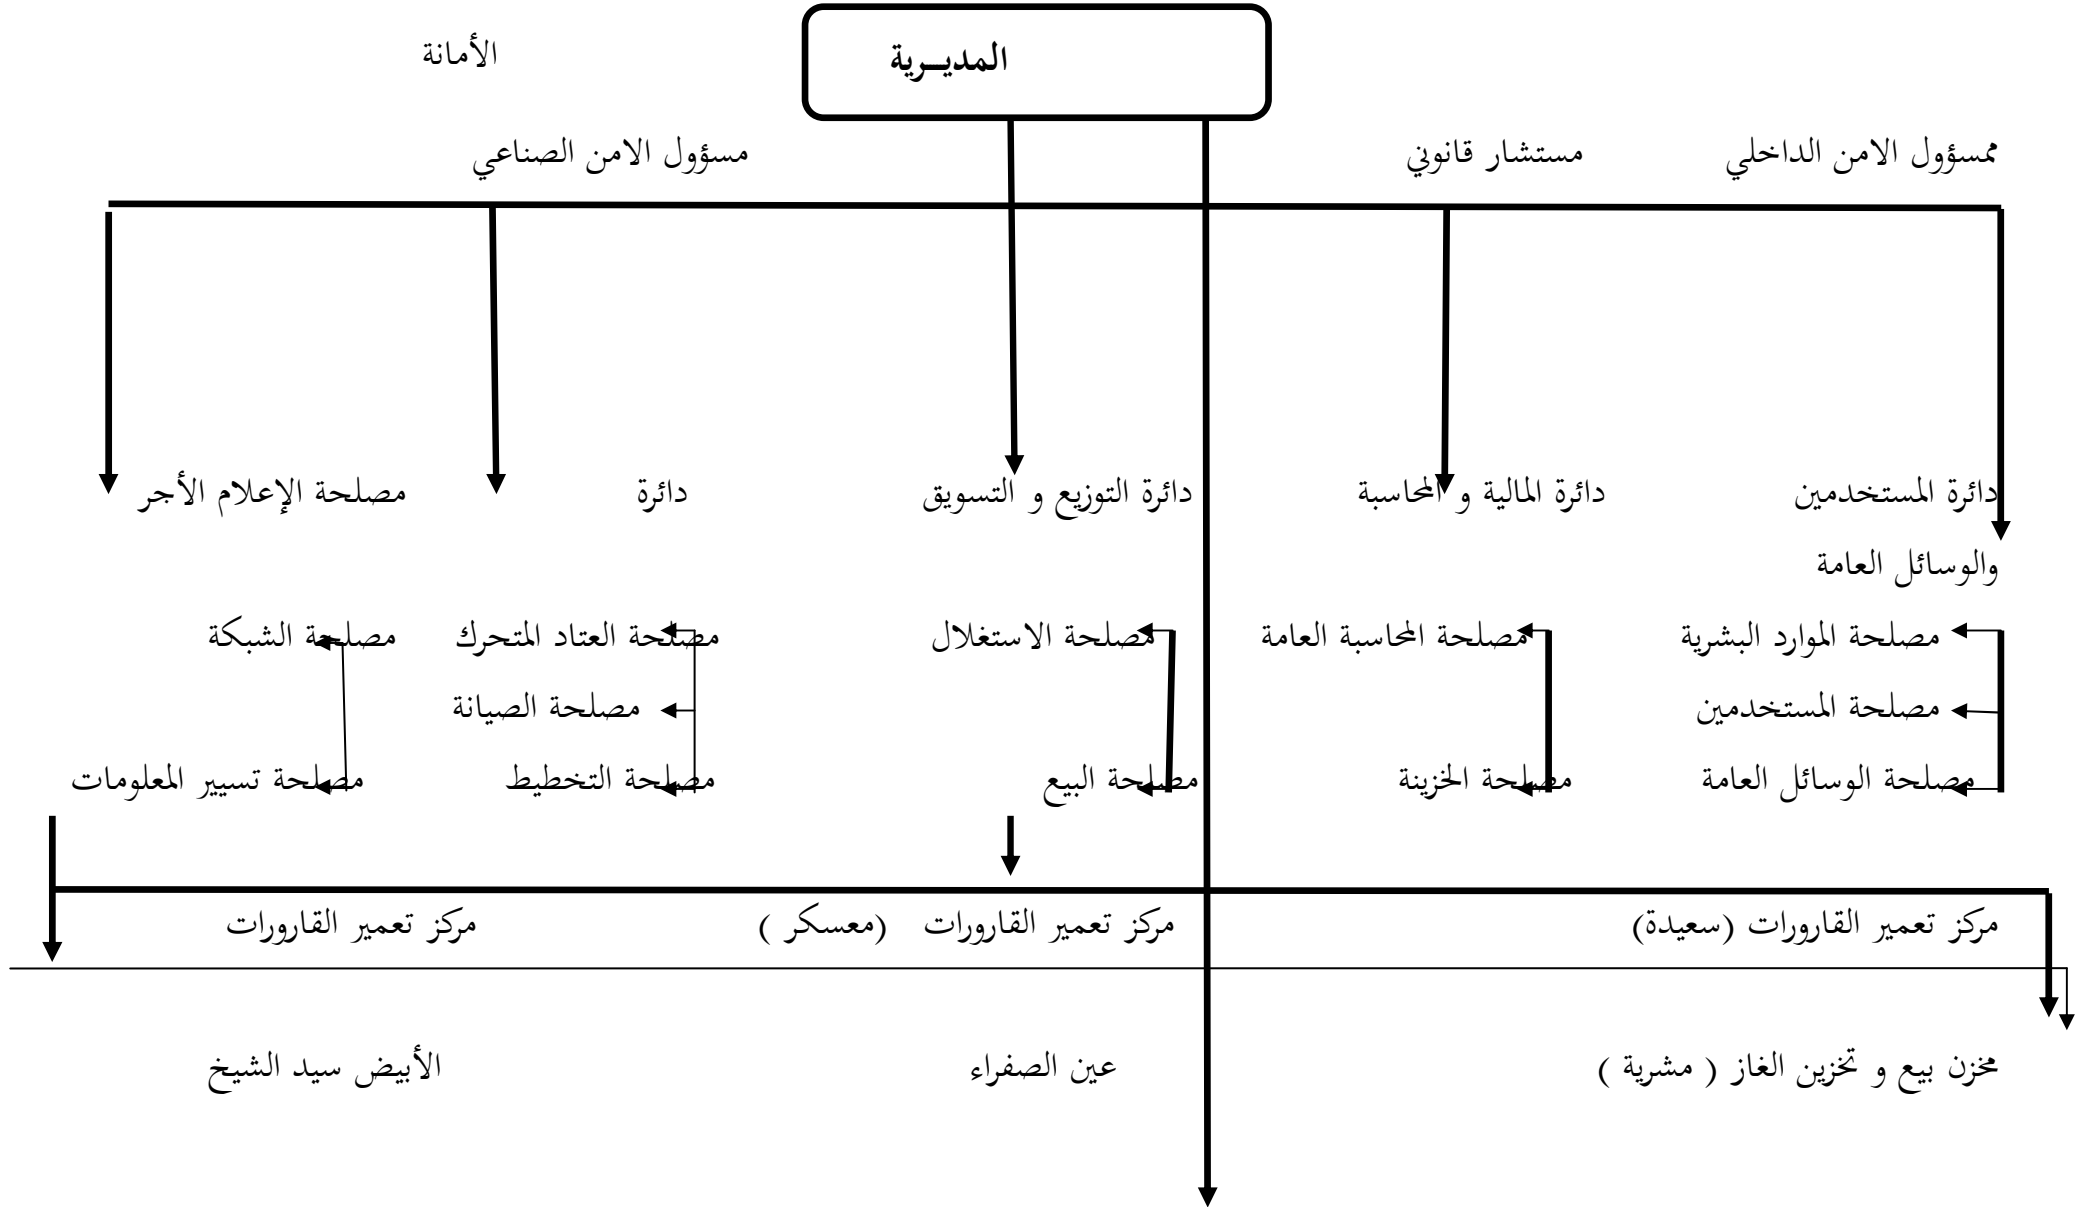 المديــرية الأمانة
ممسؤول الامن الداخلي مستشار قانوني مسؤول الامن الصناعي
دائرة المستخدمين دائرة المالية و المحاسبة دائرة التوزيع و التسويق دائرة مصلحة الإعلام الأجر
والوسائل العامة
مصلحة الموارد البشرية مصلحة المحاسبة العامة مصلحة الاستغلال مصلحة العتاد المتحرك مصلحة الشبكة
مصلحة المستخدمين مصلحة الصيانة
مصلحة الوسائل العامة مصلحة الخزينة مصلحة البيع مصلحة التخطيط مصلحة تسيير المعلومات
مركز تعمير القارورات (سعيدة) مركز تعمير القارورات (معسكر ) مركز تعمير القارورات
مخزن بيع و تخزين الغاز ( مشرية ) عين الصفراء الأبيض سيد الشيخ